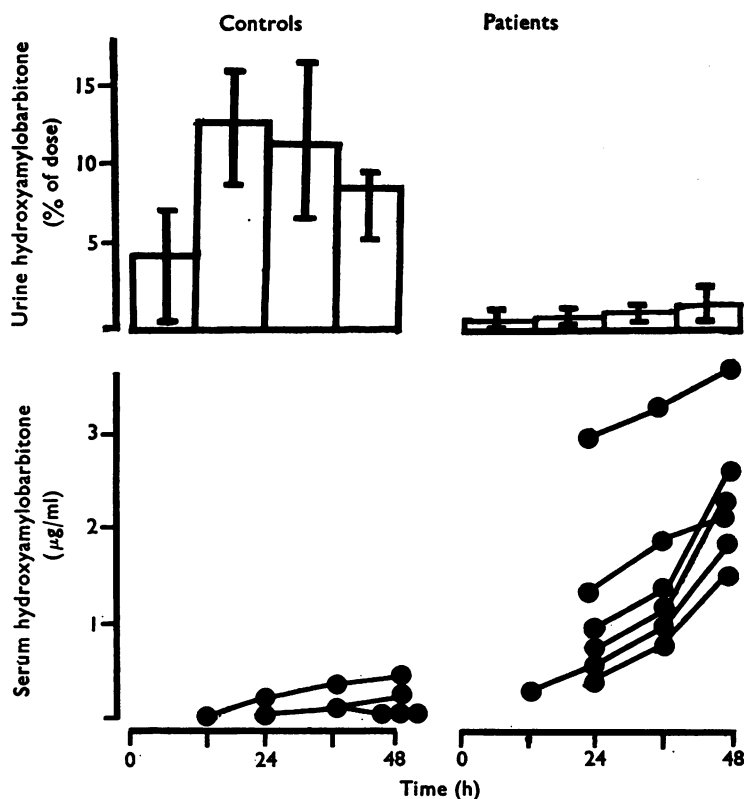 Controls
Patients
Urine hydroxyamylobarbitone
(% of dose)
15
10
5
Serum hydroxyamylobarbitone
(µg/ml)
3
2
1
0
24
48
0
24
48
Time (h)